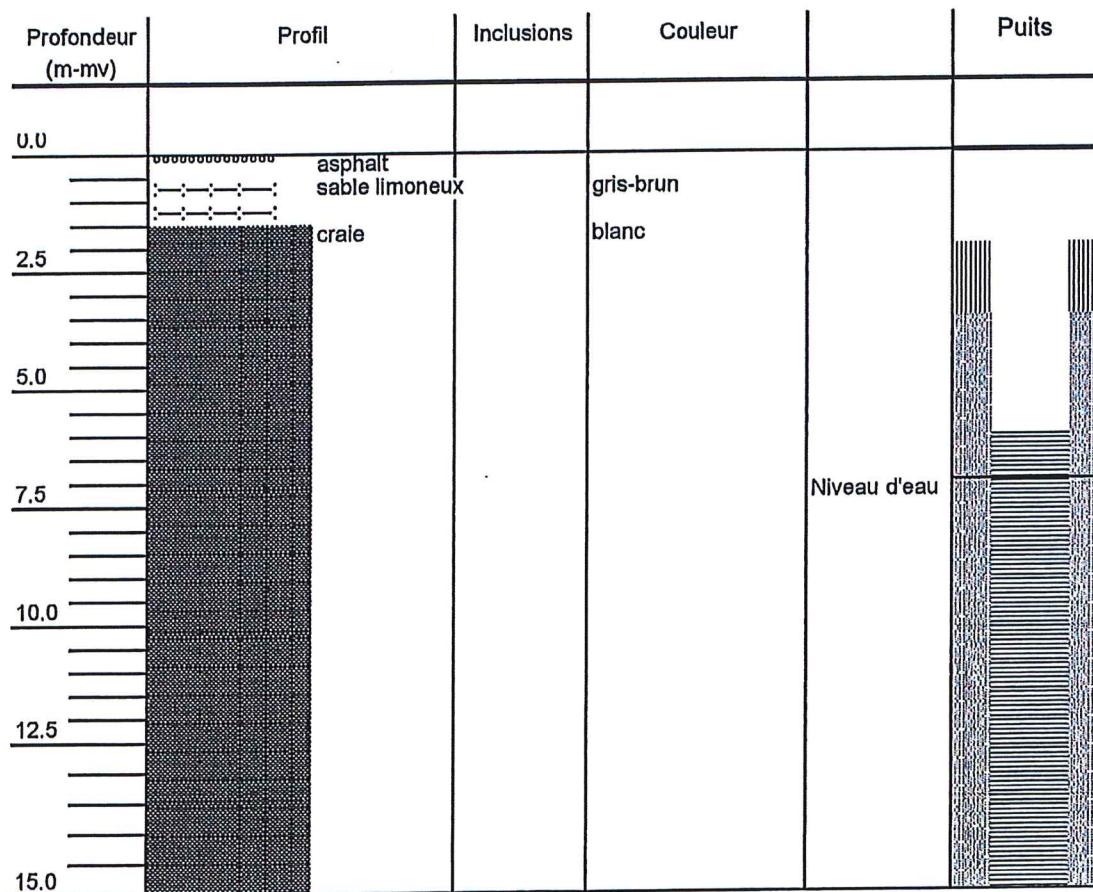 Profondeur
(m-mv)
Profil
Inclusions
Couleur
Puits
0.0
asphalt
sable limoneux
gris-brun
craie
blanc
2.5
5.0
7.5
Niveau d'eau
10.0
12.5
15.0